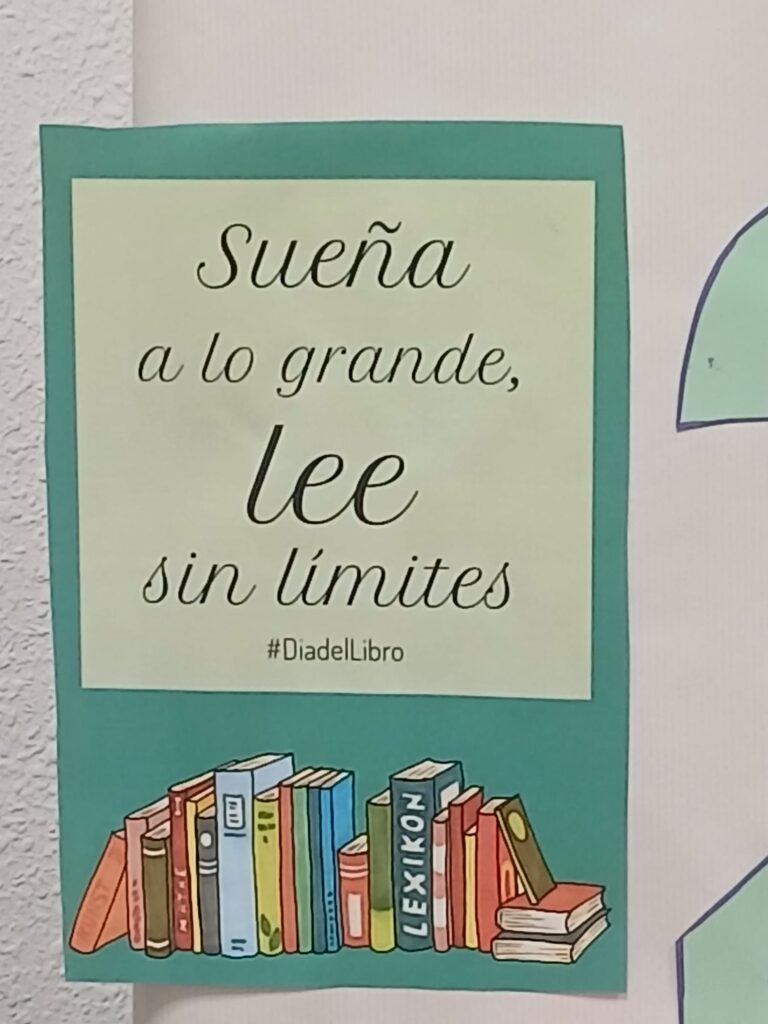 Sueña
a lo grande,
lee
sin límites
#DiadelLibro
LEXIKON